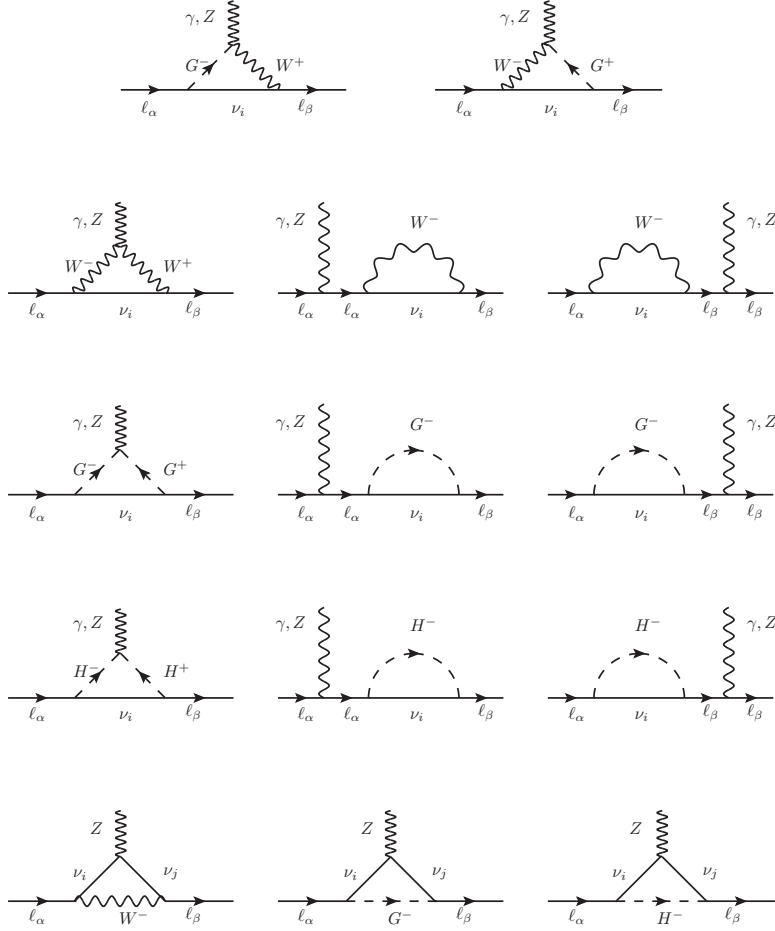 γ, Z γ, Z
G⁻ W⁺ W⁻ G⁺
ℓα νi ℓβ ℓα νi ℓβ
γ, Z γ, Z W⁻ W⁻ γ, Z
W⁻ W⁺
ℓα νi ℓβ ℓα ℓα νi ℓβ ℓα νi ℓβ ℓβ
γ, Z γ, Z G⁻ G⁻ γ, Z
G⁻ G⁺
ℓα νi ℓβ ℓα ℓα νi ℓβ ℓα νi ℓβ ℓβ
γ, Z γ, Z H⁻ H⁻ γ, Z
H⁻ H⁺
ℓα νi ℓβ ℓα ℓα νi ℓβ ℓα νi ℓβ ℓβ
Z Z Z
νi νj νi νj νi νj
ℓα W⁻ ℓβ ℓα G⁻ ℓβ ℓα H⁻ ℓβ